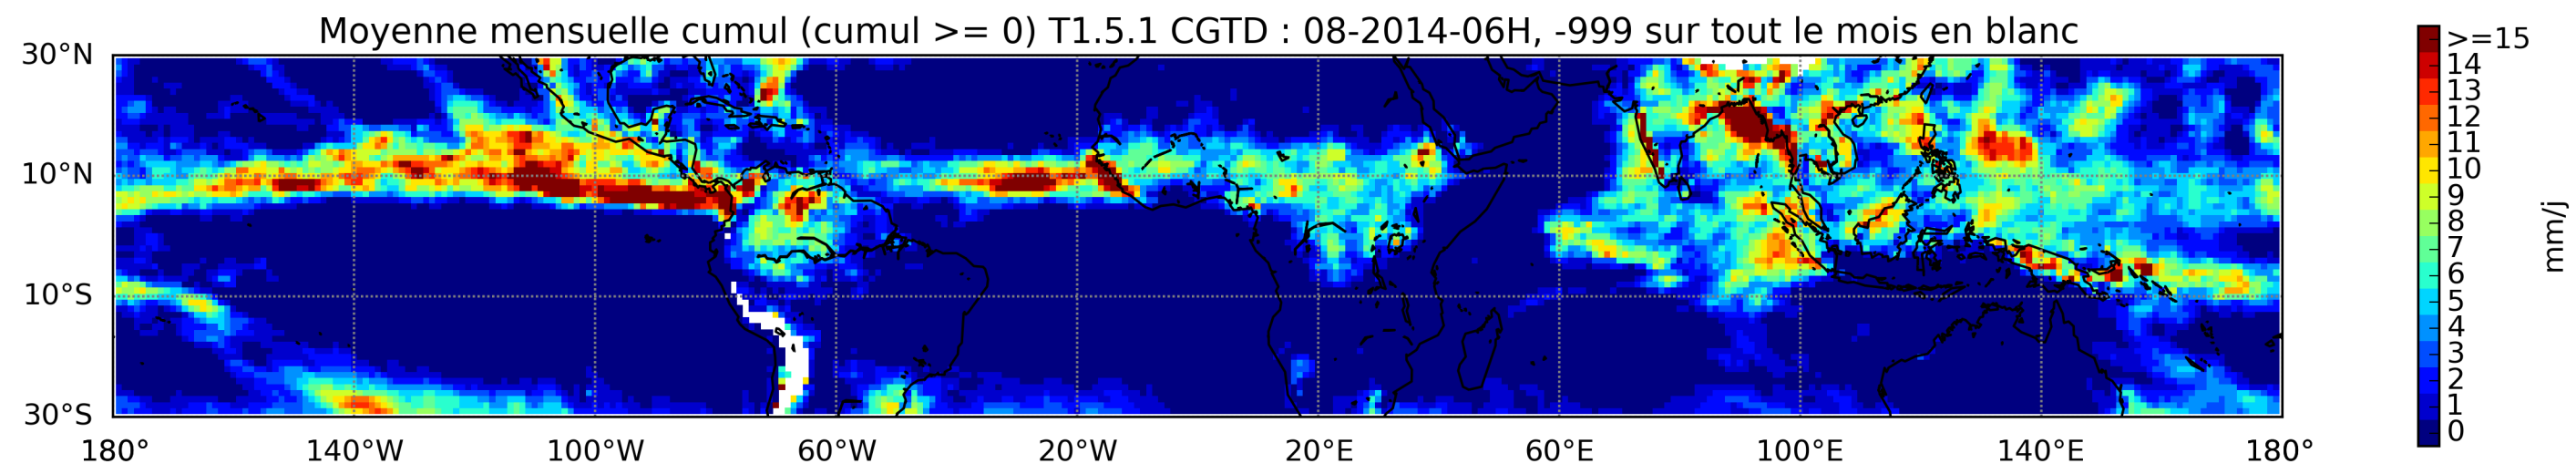 Moyenne mensuelle cumul (cumul >= 0) T1.5.1 CGTD : 08-2014-06H, -999 sur tout le mois en blanc
30°N
10°N
10°S
30°S
180°
140°W
100°W
60°W
20°W
20°E
60°E
100°E
140°E
180°
>=15
14
13
12
11
10
9
8
7
6
5
4
3
2
1
0
mm/j